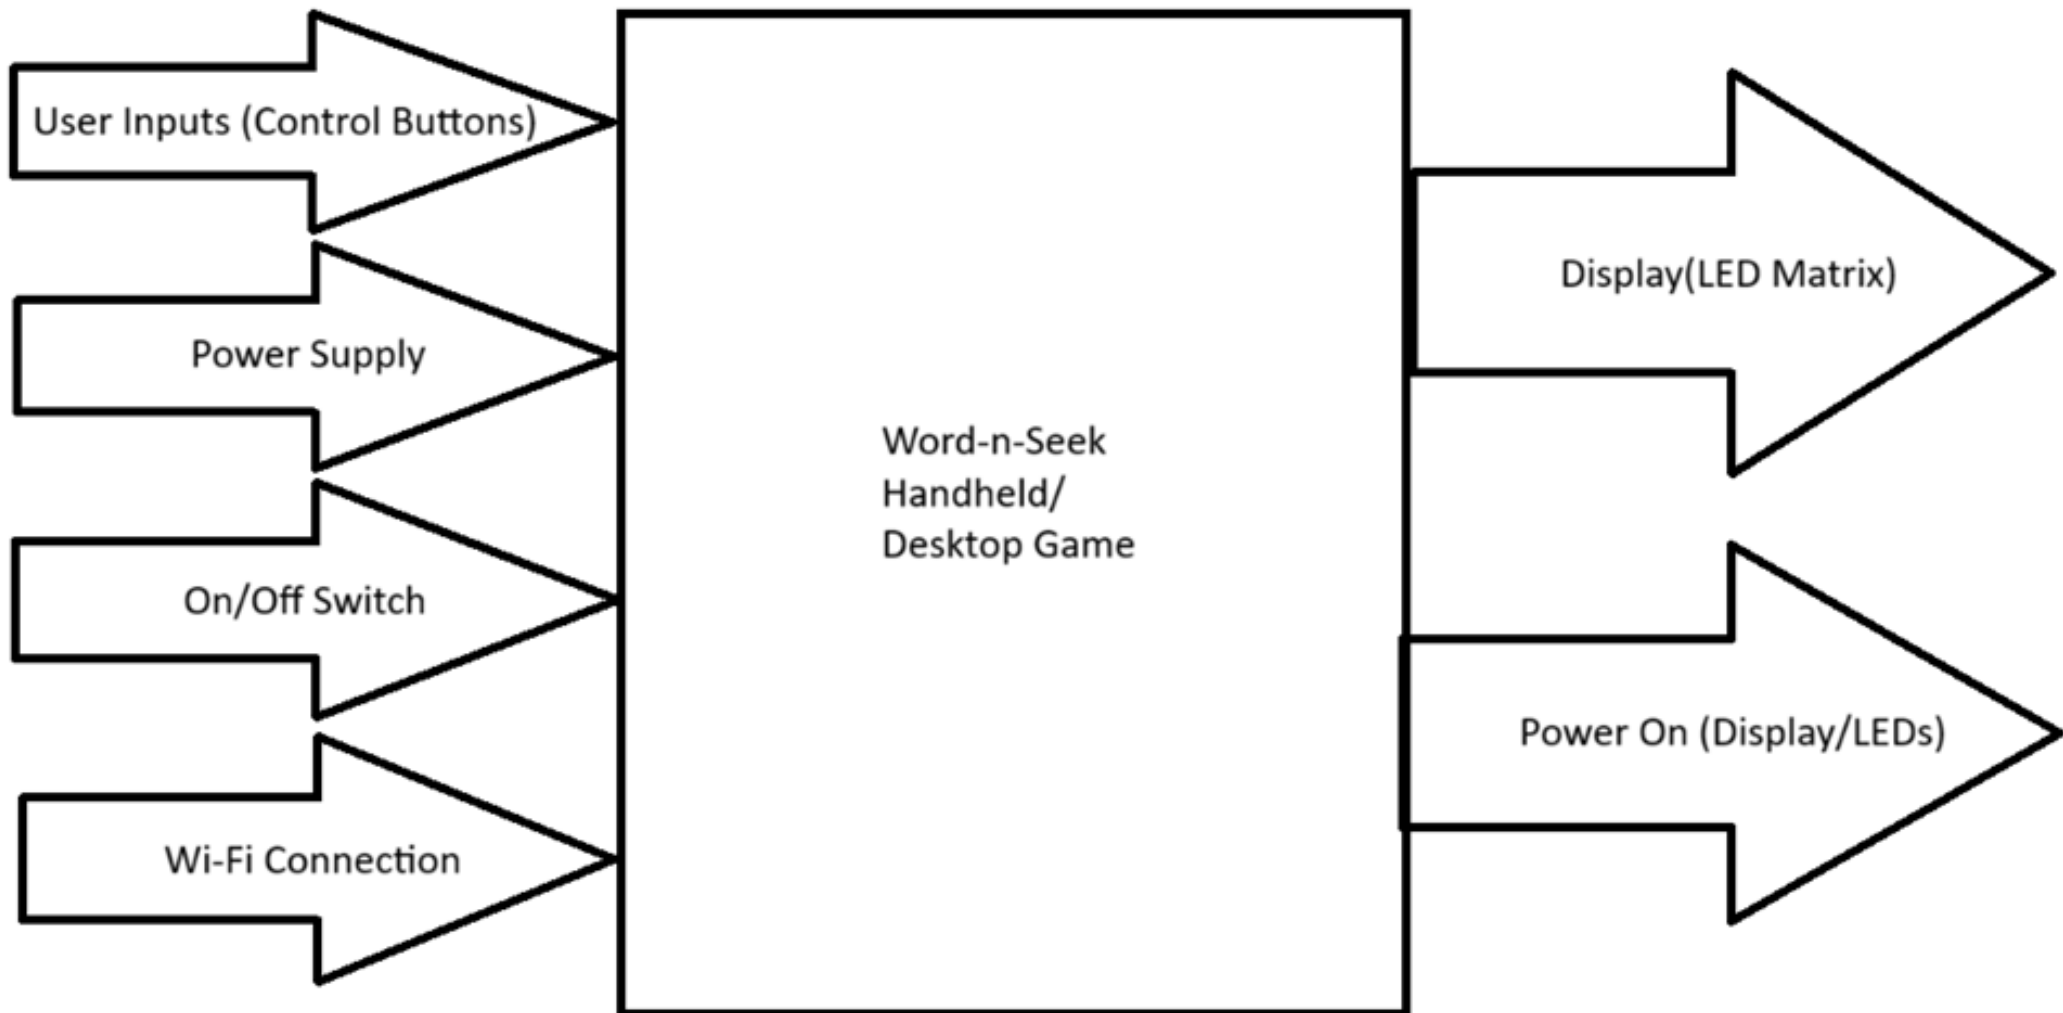 User Inputs (Control Buttons)
Power Supply
On/Off Switch
Wi-Fi Connection
Word-n-Seek
Handheld/
Desktop Game
Display(LED Matrix)
Power On (Display/LEDs)